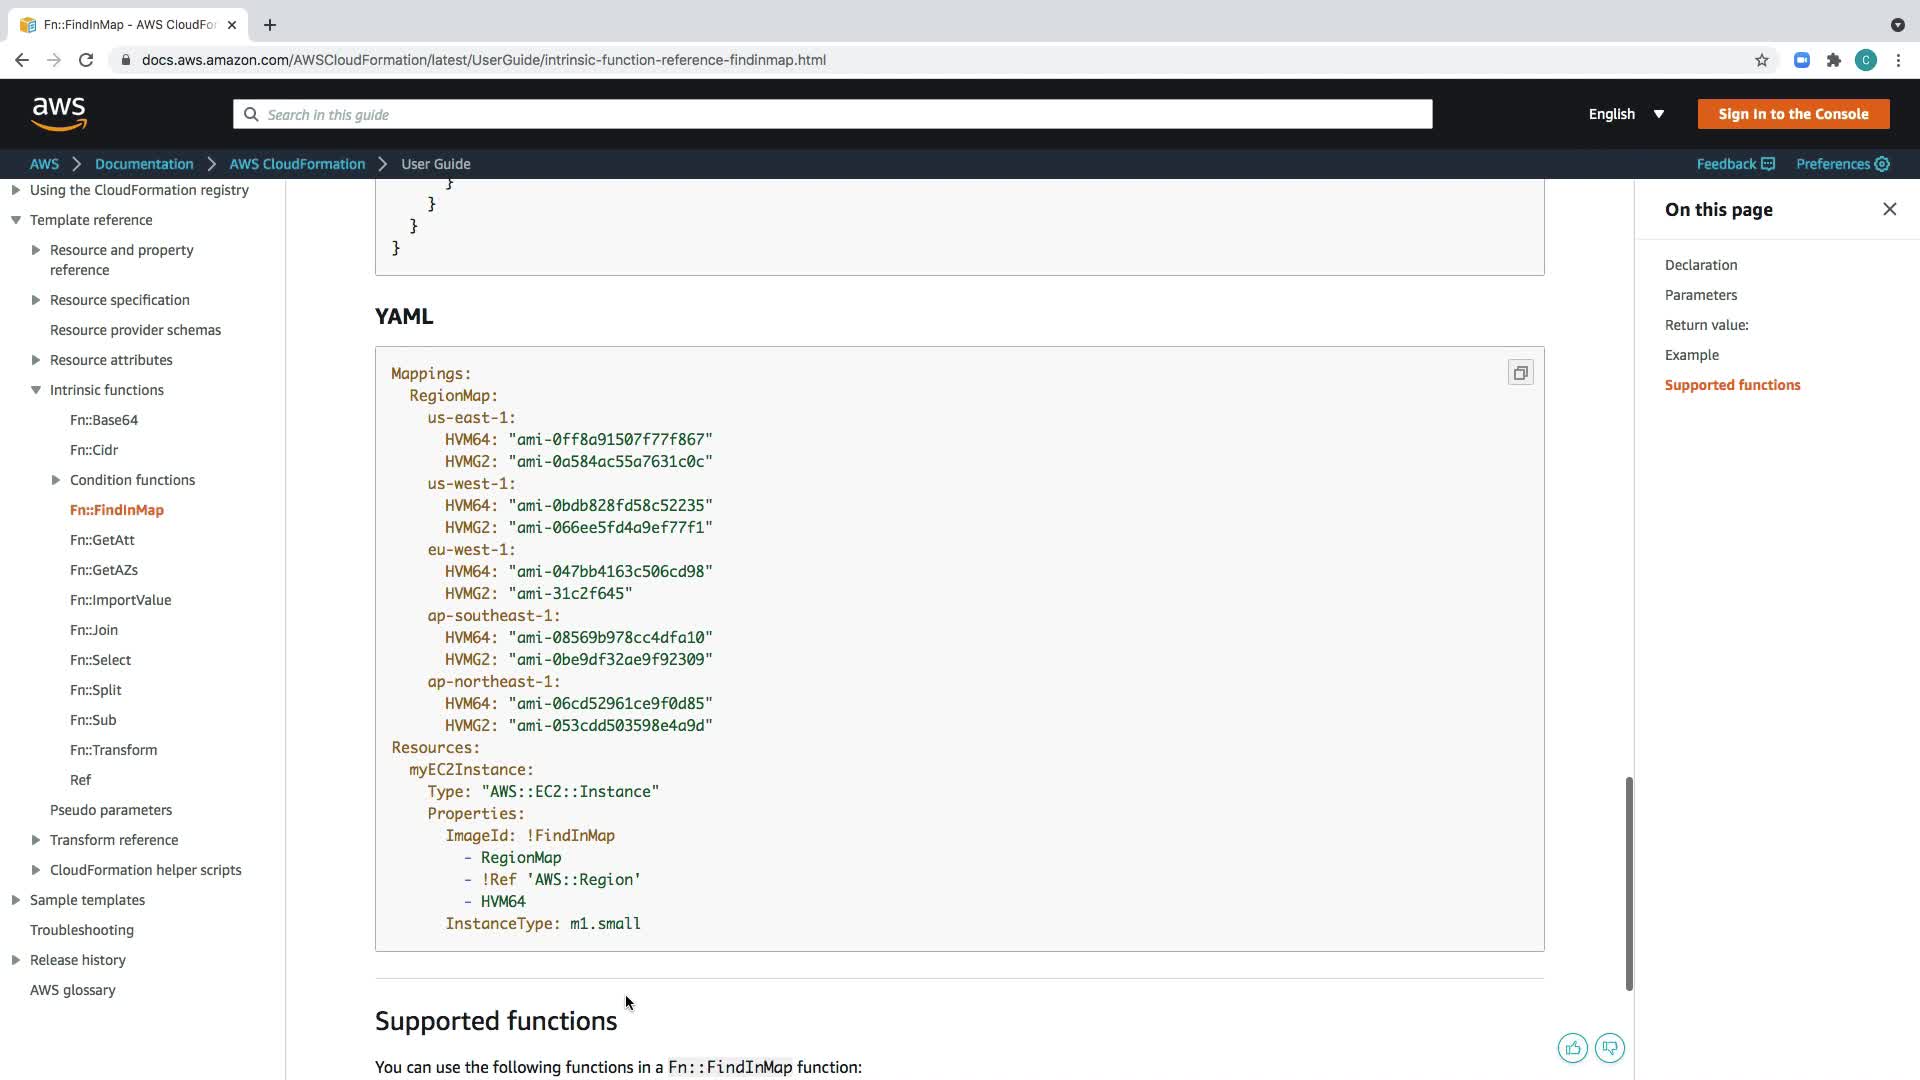 Fn::FindInMap - AWS CloudFor
docs.aws.amazon.com/AWSCloudFormation/latest/UserGuide/intrinsic-function-reference-findinmap.html
C
aws
Search in this guide
English
Sign In to the Console
AWS
Documentation
AWS CloudFormation
User Guide
Feedback
Preferences
Using the CloudFormation registry
Template reference
Resource and property
reference
Resource specification
Resource provider schemas
Resource attributes
Intrinsic functions
Fn::Base64
Fn::Cidr
Condition functions
Fn::FindInMap
Fn::GetAtt
Fn::GetAZs
Fn::ImportValue
Fn::Join
Fn::Select
Fn::Split
Fn::Sub
Fn::Transform
Ref
Pseudo parameters
Transform reference
CloudFormation helper scripts
Sample templates
Troubleshooting
Release history
AWS glossary
}
}
}
}
YAML
Mappings:
RegionMap:
us-east-1:
HVM64: "ami-0ff8a91507f77f867"
HVMG2: "ami-0a584ac55a7631c0c"
us-west-1:
HVM64: "ami-0bdb828fd58c52235"
HVMG2: "ami-066ee5fd4a9ef77f1"
eu-west-1:
HVM64: "ami-047bb4163c506cd98"
HVMG2: "ami-31c2f645"
ap-southeast-1:
HVM64: "ami-08569b978cc4dfa10"
HVMG2: "ami-0be9df32ae9f92309"
ap-northeast-1:
HVM64: "ami-06cd52961ce9f0d85"
HVMG2: "ami-053cdd503598e4a9d"
Resources:
myEC2Instance:
Type: "AWS::EC2::Instance"
Properties:
ImageId: !FindInMap
- RegionMap
- !Ref 'AWS::Region'
- HVM64
InstanceType: m1.small
Supported functions
You can use the following functions in a Fn::FindInMap function:
On this page
Declaration
Parameters
Return value:
Example
Supported functions